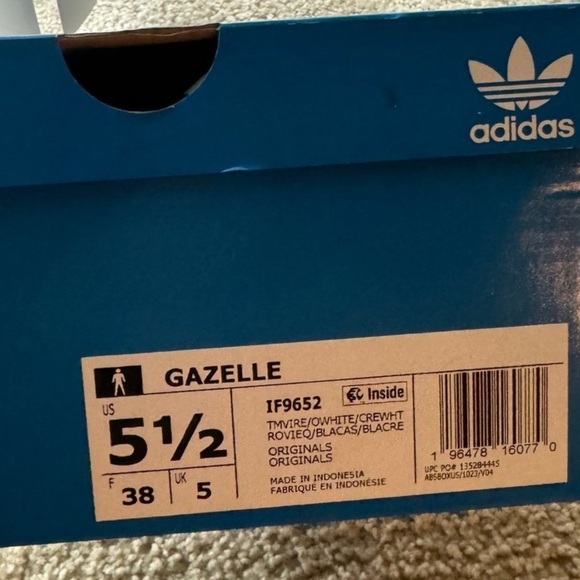 adidas
GAZELLE
US
5½
F 38
UK 5
IF9652
Inside
TMVIRE/OWHITE/CREWHT
ROVIEQ/BLACAS/BLACRE
ORIGINALS
ORIGINALS
MADE IN INDONESIA
FABRIQUÉ EN INDONÉSIE
1 96478 16077 0
UPC PO# 135284445